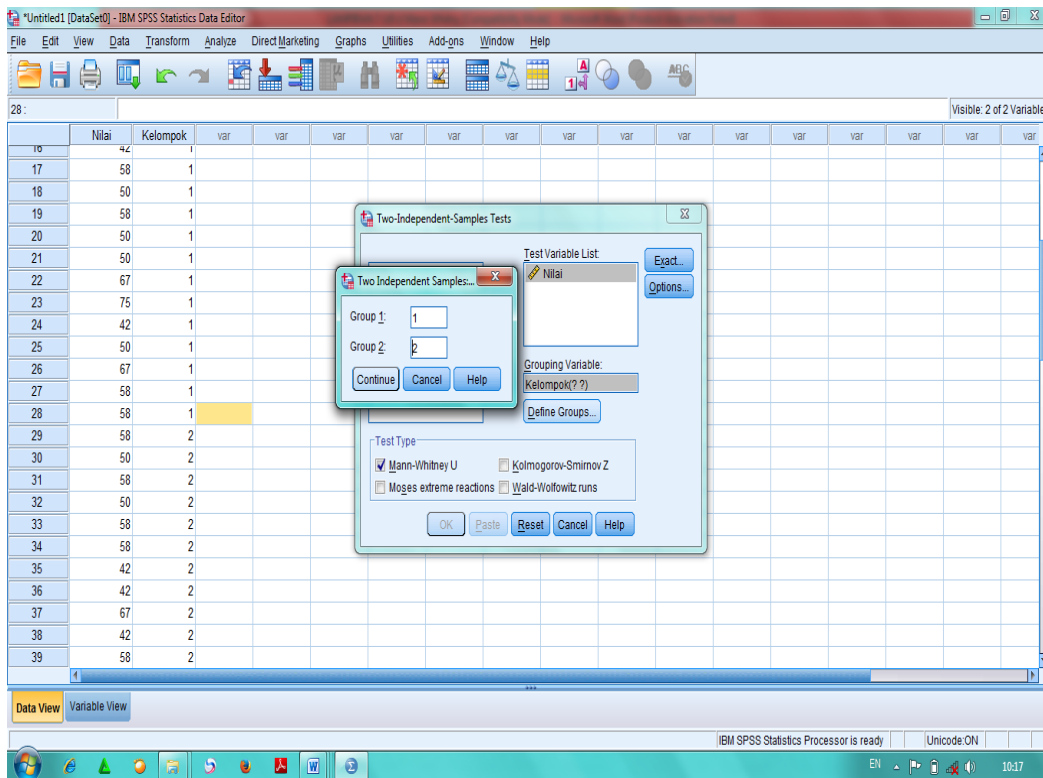 *Untitled1 [DataSet0] - IBM SPSS Statistics Data Editor
File Edit View Data Transform Analyze Direct Marketing Graphs Utilities Add-ons Window Help
28 :
Visible: 2 of 2 Variable
Nilai Kelompok var var var var var var var var var var var var var var var
16 42 1
17 58 1
18 50 1
19 58 1
20 50 1
21 50 1
22 67 1
23 75 1
24 42 1
25 50 1
26 67 1
27 58 1
28 58 1
29 58 2
30 50 2
31 58 2
32 50 2
33 58 2
34 58 2
35 42 2
36 42 2
37 67 2
38 42 2
39 58 2
Two-Independent-Samples Tests
Test Variable List:
Nilai
Exact...
Options...
Grouping Variable:
Kelompok(? ?)
Define Groups...
Test Type
Mann-Whitney U Kolmogorov-Smirnov Z
Moses extreme reactions Wald-Wolfowitz runs
OK Paste Reset Cancel Help
Two Independent Samples:...
Group 1: 1
Group 2: 2
Continue Cancel Help
Data View Variable View
IBM SPSS Statistics Processor is ready Unicode:ON
EN 10:17